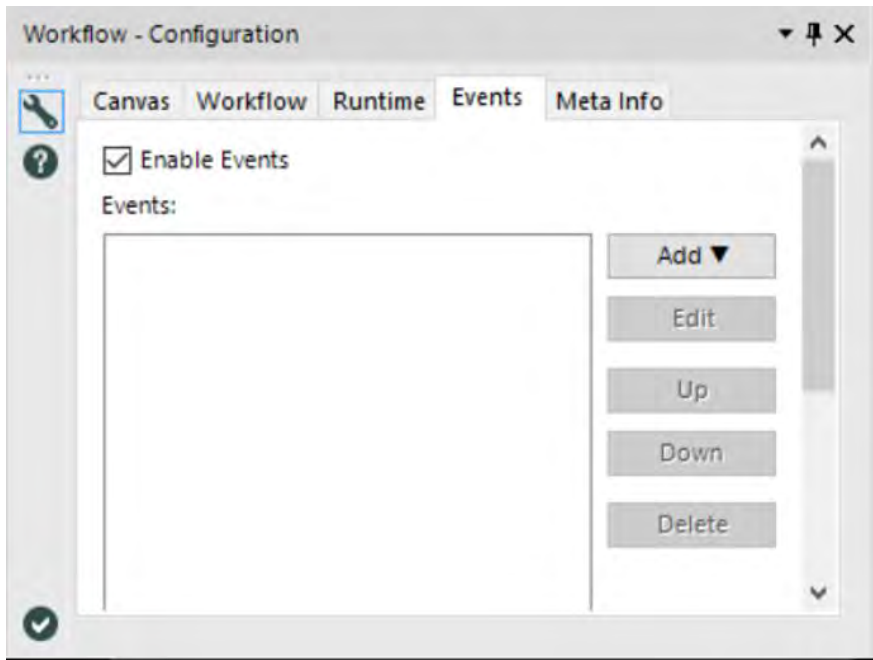 Workflow - Configuration
Canvas Workflow Runtime Events Meta Info
Enable Events
Events:
Add ▼
Edit
Up
Down
Delete